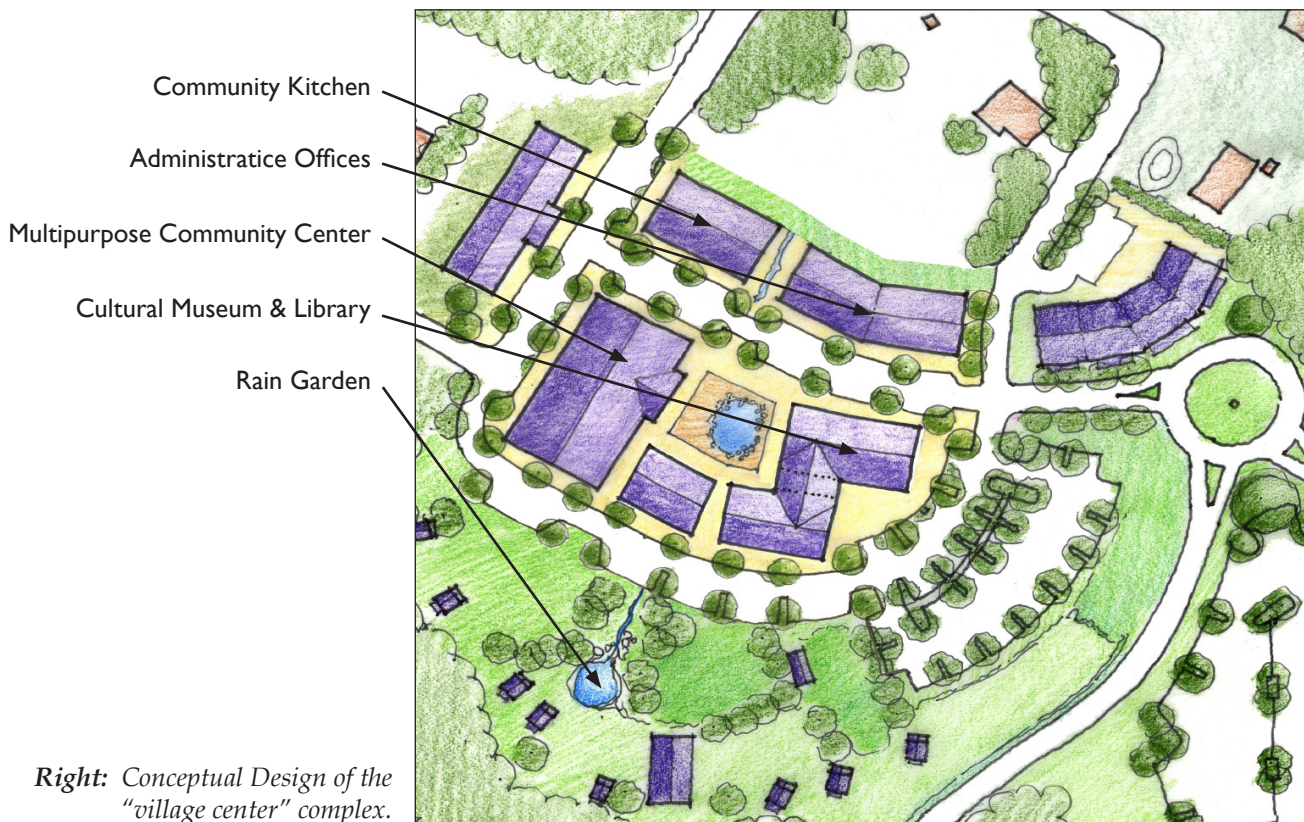 Community Kitchen
Administratice Offices
Multipurpose Community Center
Cultural Museum & Library
Rain Garden
Right: Conceptual Design of the
“village center” complex.